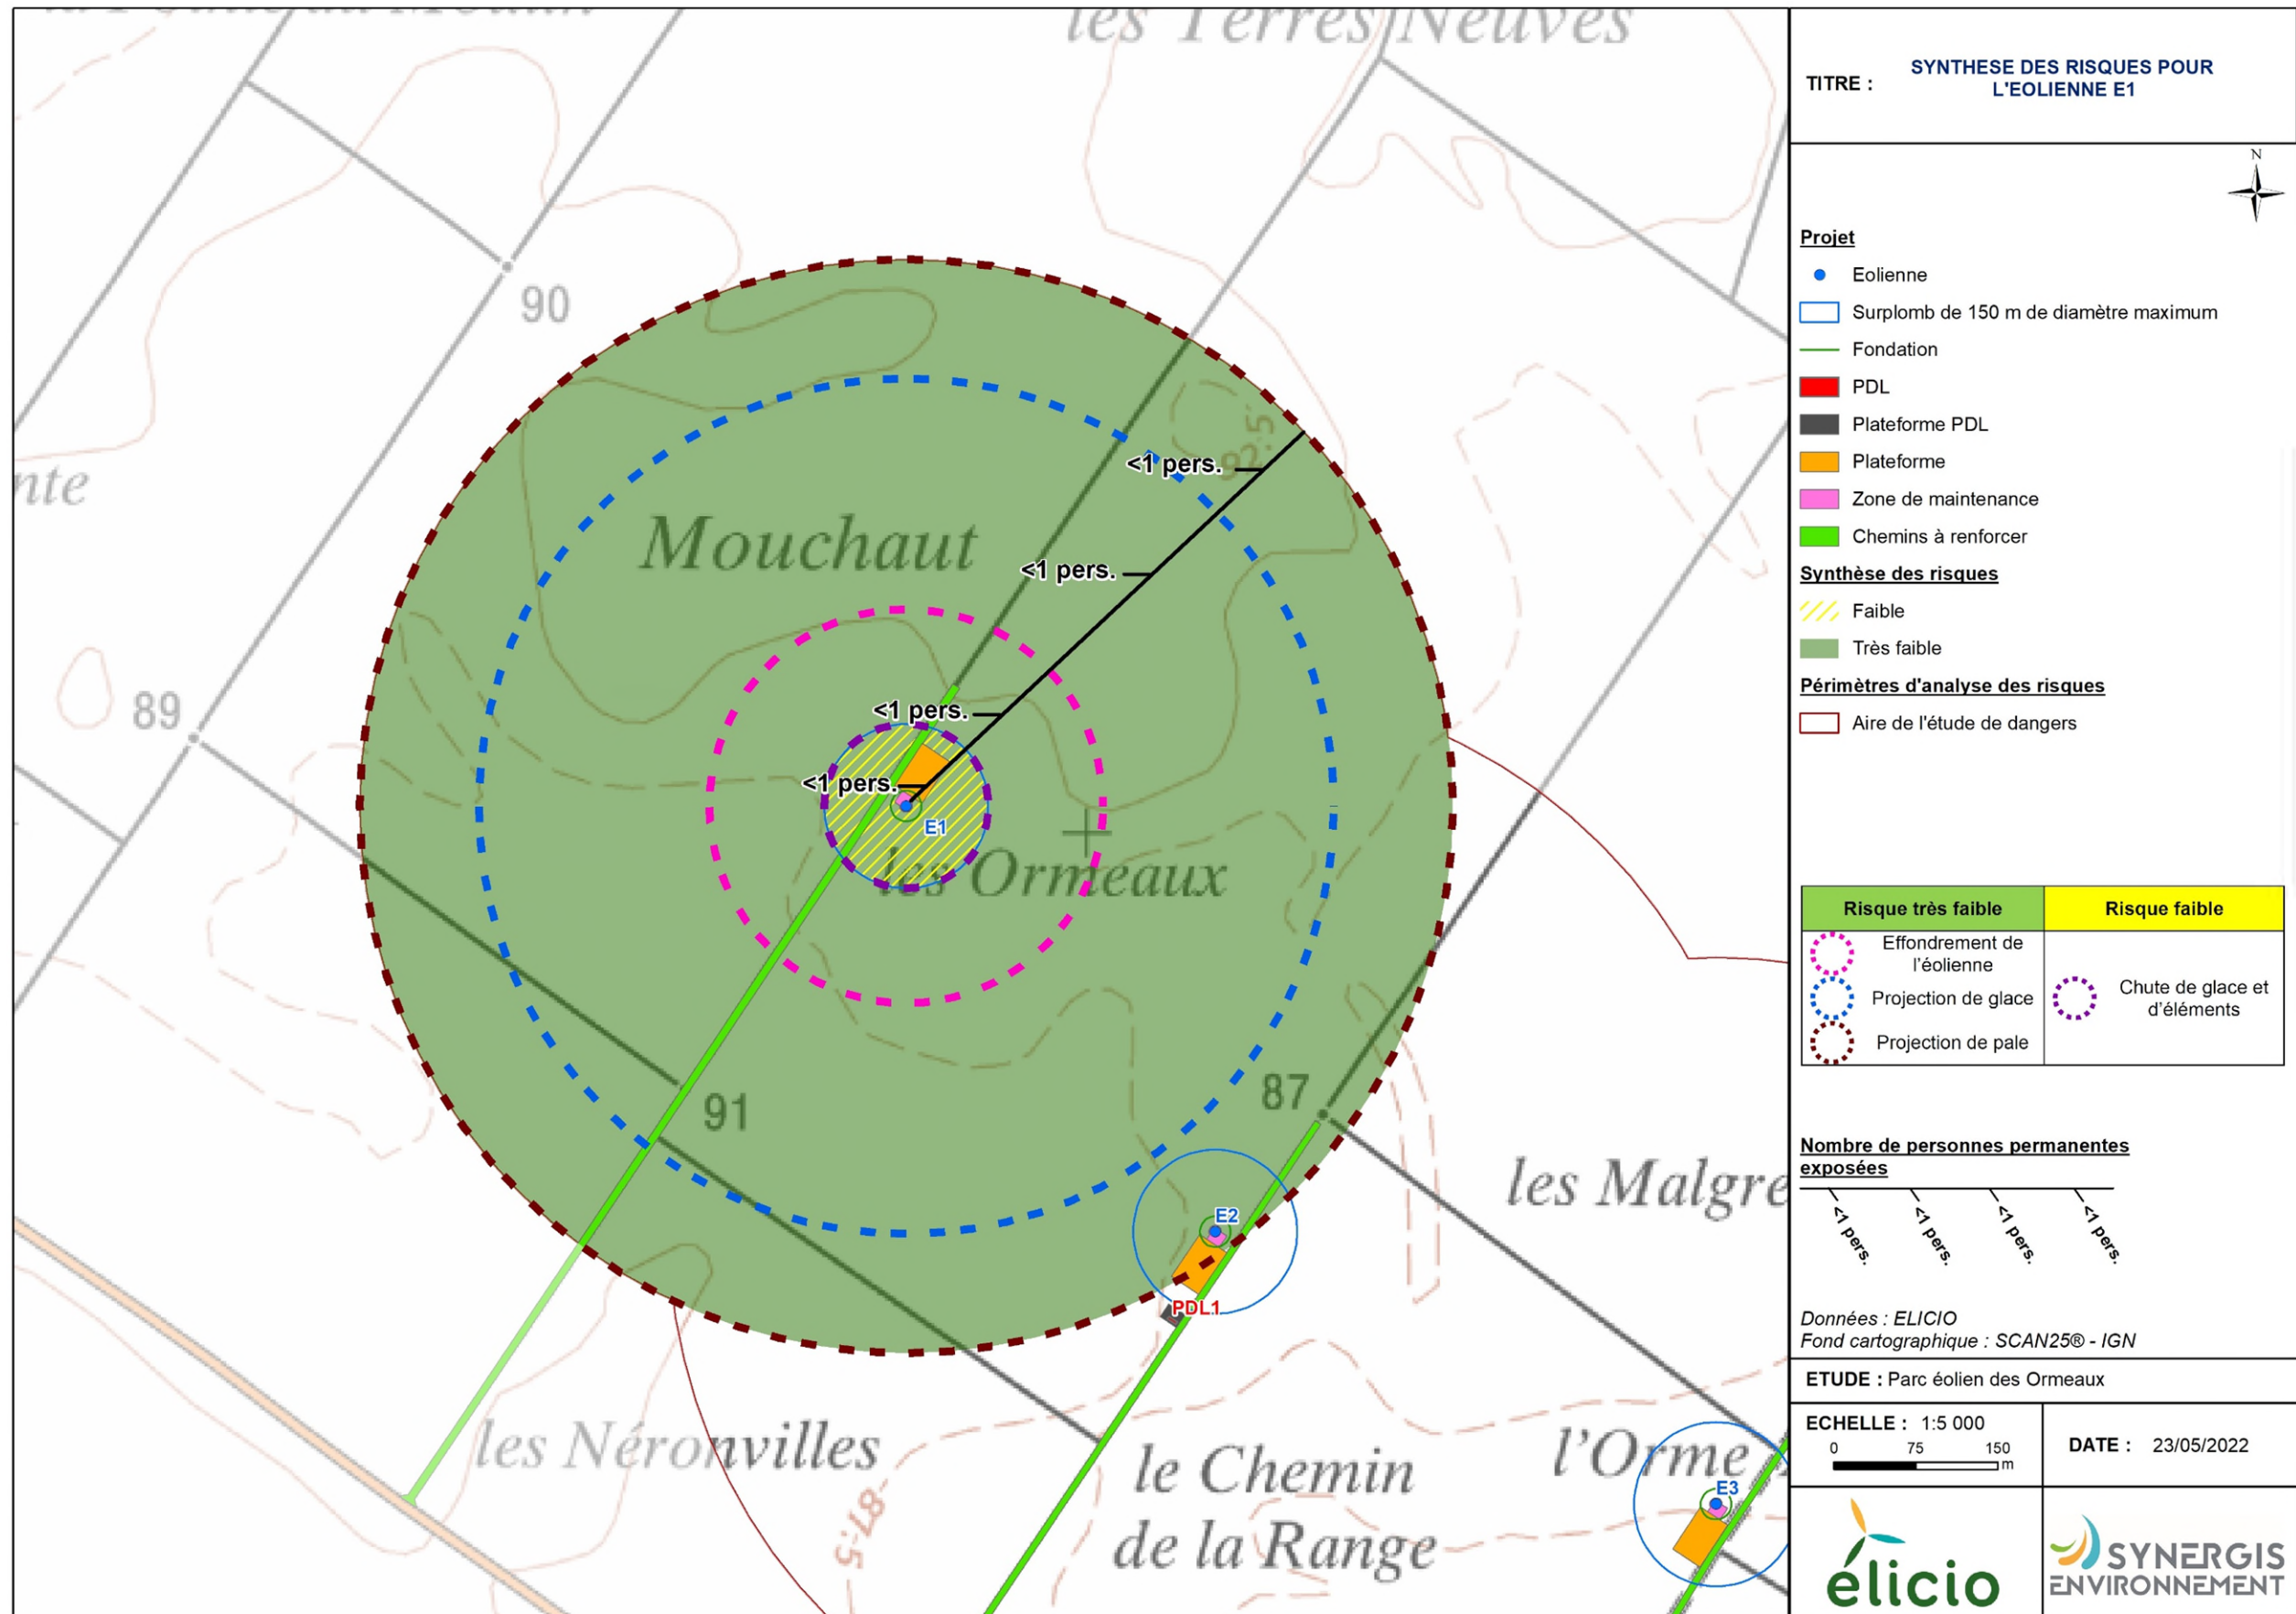 les Terres Neuves
90
92.5
nte
Mouchaut
<1 pers.
<1 pers.
<1 pers.
<1 pers.
89
E1
les Ormeaux
91
87
les Malgre
E2
PDL1
les Néronvilles
le Chemin
de la Range
l'Orme
E3
87.5
TITRE :
SYNTHESE DES RISQUES POUR
L'EOLIENNE E1
N
Projet
Eolienne
Surplomb de 150 m de diamètre maximum
Fondation
PDL
Plateforme PDL
Plateforme
Zone de maintenance
Chemins à renforcer
Synthèse des risques
Faible
Très faible
Périmètres d'analyse des risques
Aire de l'étude de dangers
Risque très faible
Risque faible
Effondrement de
l'éolienne
Projection de glace
Projection de pale
Chute de glace et
d'éléments
Nombre de personnes permanentes
exposées
<1 pers.
<1 pers.
<1 pers.
<1 pers.
Données : ELICIO
Fond cartographique : SCAN25® - IGN
ETUDE : Parc éolien des Ormeaux
ECHELLE : 1:5 000
0 75 150
m
DATE : 23/05/2022
élicio
SYNERGIS
ENVIRONNEMENT